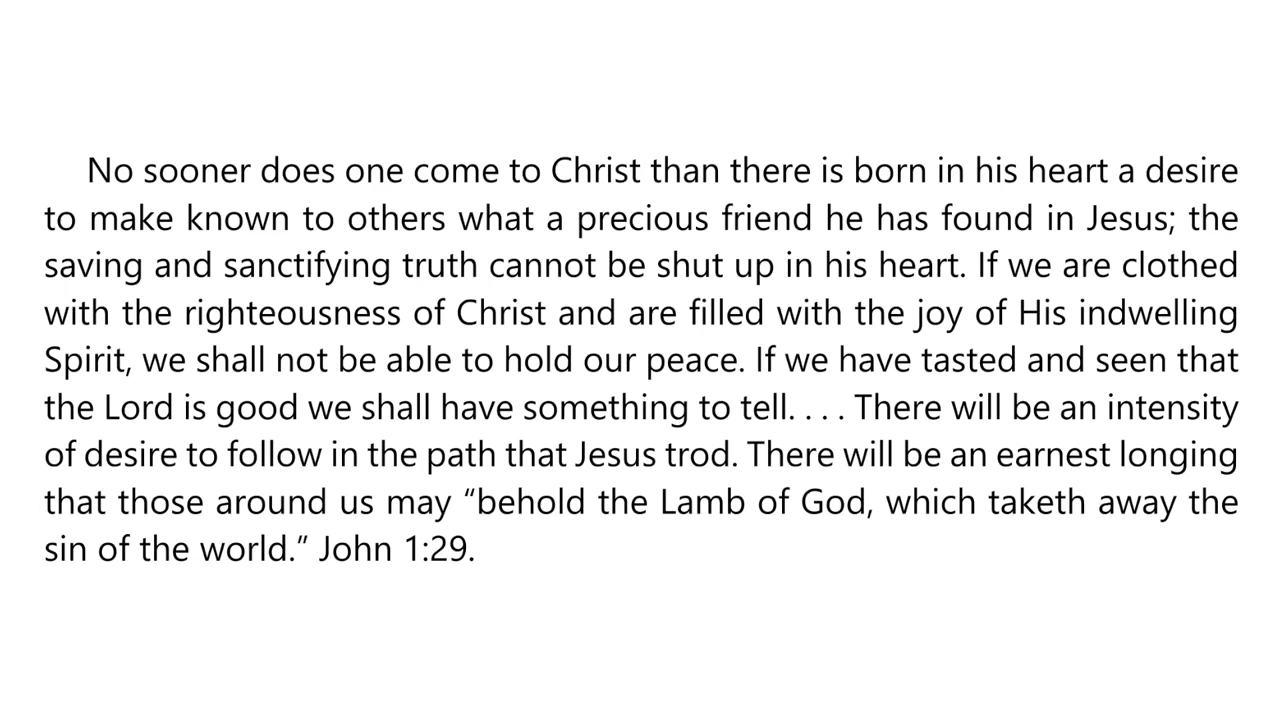 No sooner does one come to Christ than there is born in his heart a desire
to make known to others what a precious friend he has found in Jesus; the
saving and sanctifying truth cannot be shut up in his heart. If we are clothed
with the righteousness of Christ and are filled with the joy of His indwelling
Spirit, we shall not be able to hold our peace. If we have tasted and seen that
the Lord is good we shall have something to tell. . . . There will be an intensity
of desire to follow in the path that Jesus trod. There will be an earnest longing
that those around us may “behold the Lamb of God, which taketh away the
sin of the world.” John 1:29.